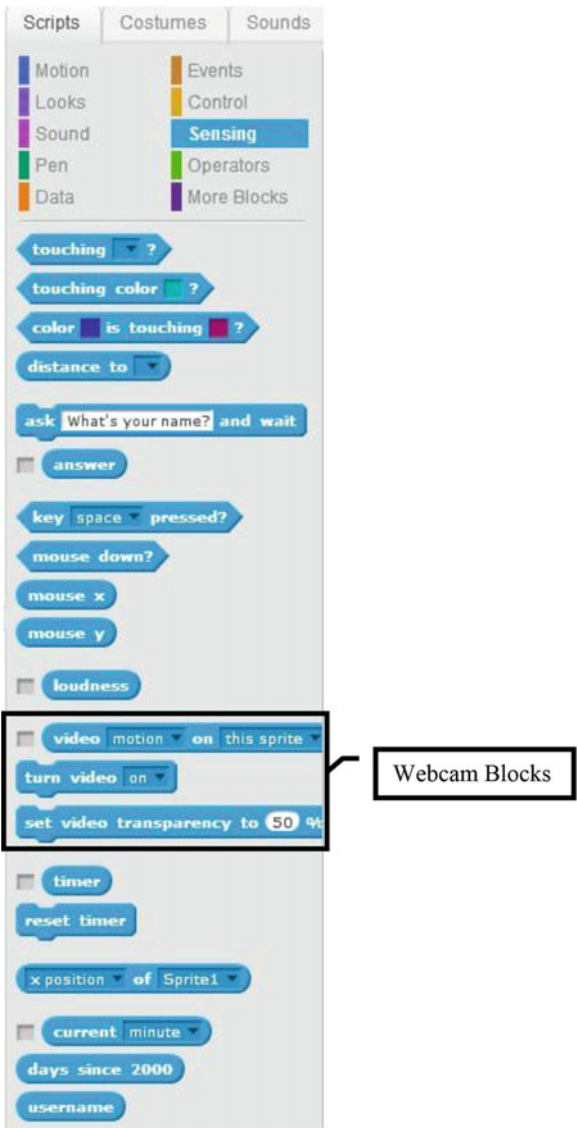 Scripts Costumes Sounds
Motion Events
Looks Control
Sound Sensing
Pen Operators
Data More Blocks
touching ?
touching color ?
color is touching ?
distance to
ask What's your name? and wait
answer
key space pressed?
mouse down?
mouse x
mouse y
loudness
video motion on this sprite
turn video on
set video transparency to 50 %
Webcam Blocks
timer
reset timer
x position of Sprite1
current minute
days since 2000
username